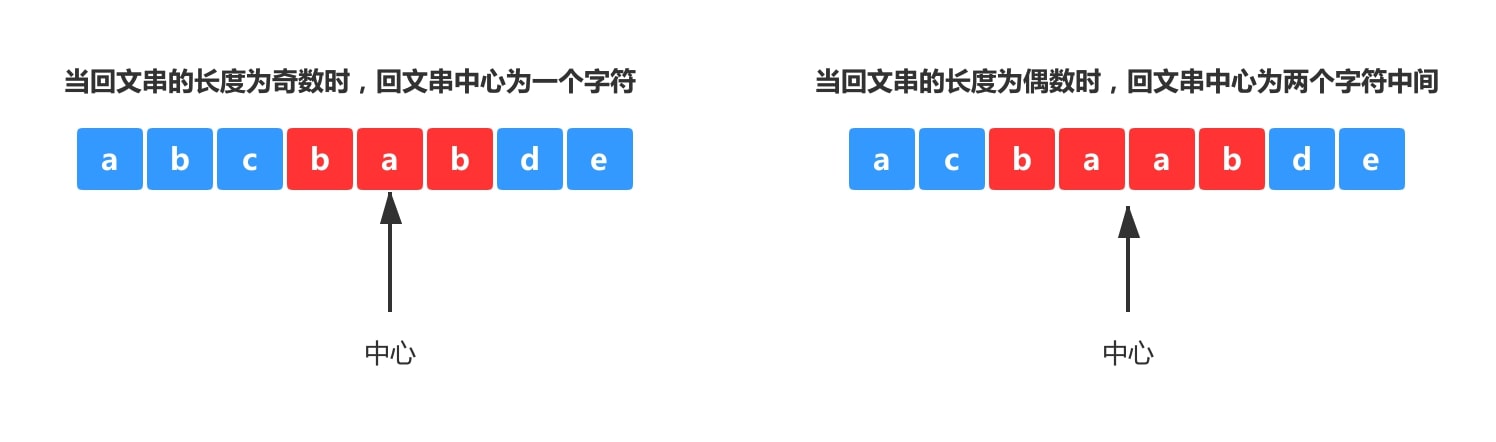 当回文串的长度为奇数时，回文串中心为一个字符
a b c b a b d e
中心
当回文串的长度为偶数时，回文串中心为两个字符中间
a c b a a b d e
中心